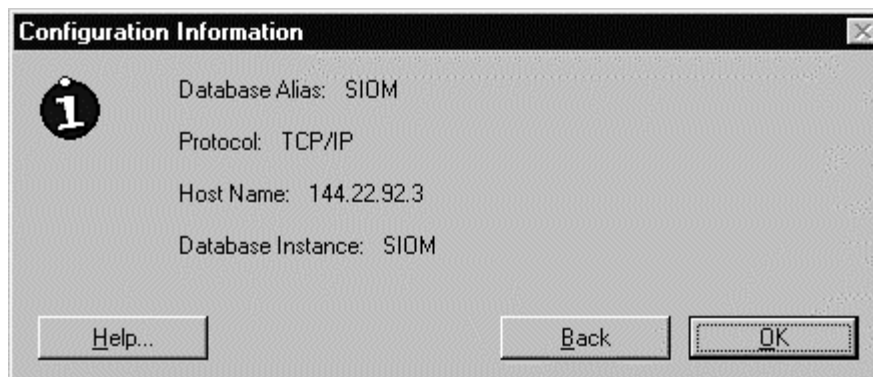 Configuration Information
Database Alias: SIOM
Protocol: TCP/IP
Host Name: 144.22.92.3
Database Instance: SIOM
Help... Back OK